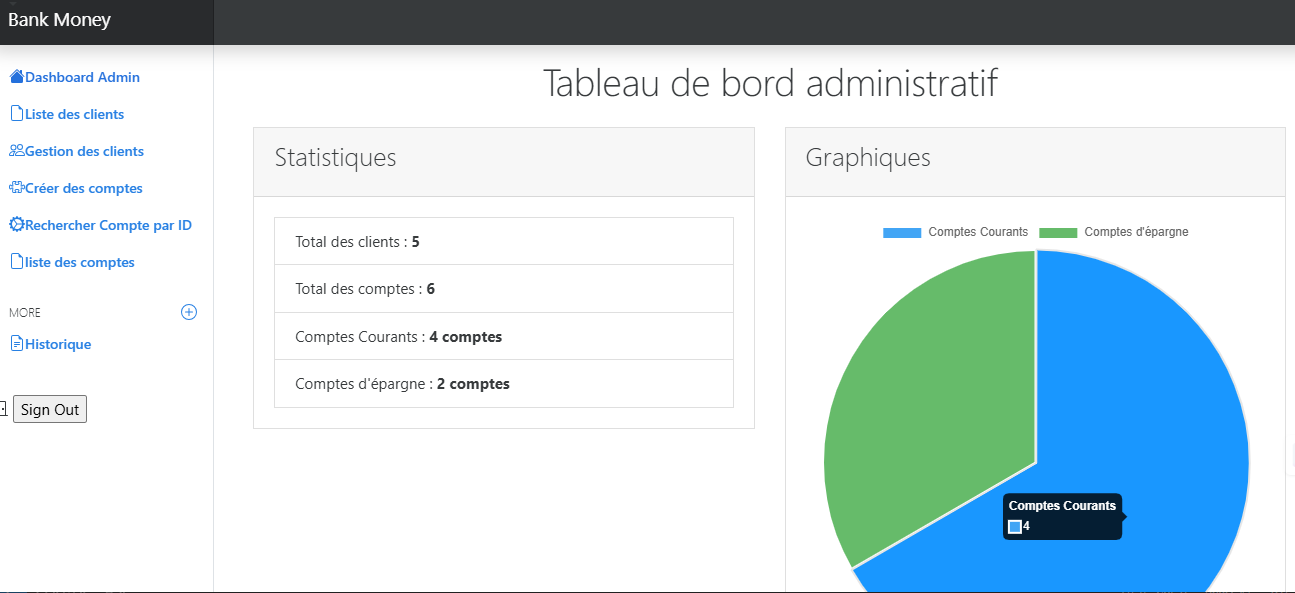 Bank Money
Dashboard Admin
Liste des clients
Gestion des clients
Créer des comptes
Rechercher Compte par ID
liste des comptes
MORE
Historique
Sign Out
Tableau de bord administratif
Statistiques
Total des clients : 5
Total des comptes : 6
Comptes Courants : 4 comptes
Comptes d'épargne : 2 comptes
Graphiques
Comptes Courants Comptes d'épargne
Comptes Courants
4